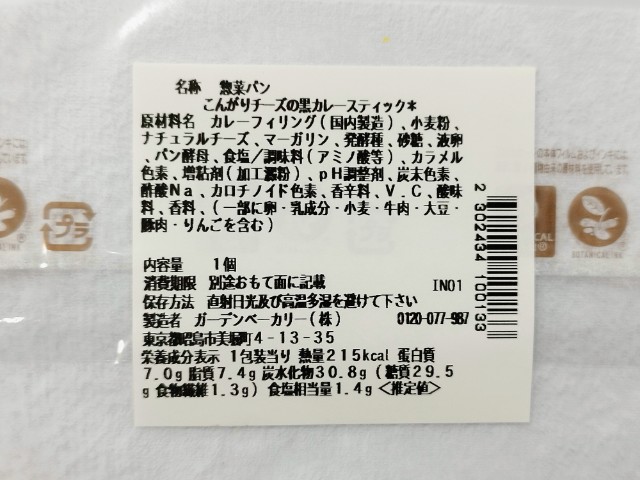 名称　惣菜パン
こんがりチーズの黒カレースティック＊
原材料名　カレーフィリング（国内製造）、小麦粉、
ナチュラルチーズ、マーガリン、発酵種、砂糖、液卵
、パン酵母、食塩／調味料（アミノ酸等）、カラメル
色素、増粘剤（加工澱粉）、ｐＨ調整剤、炭末色素、
酢酸Ｎａ、カロチノイド色素、香辛料、Ｖ．Ｃ、酸味
料、香料、（一部に卵・乳成分・小麦・牛肉・大豆・
豚肉・りんごを含む）
内容量　１個
消費期限　別途おもて面に記載　IN01
保存方法　直射日光及び高温多湿を避けて下さい
製造者　ガーデンベーカリー（株）　0120-077-987
東京都昭島市美堀町４-１３-３５
栄養成分表示　１包装当り　熱量２１５kcal　蛋白質
７.０g　脂質７.４g　炭水化物３０.８g（糖質２９.５
g　食物繊維１.３g）　食塩相当量１.４g　＜推定値＞
2 302434 100133
プラ